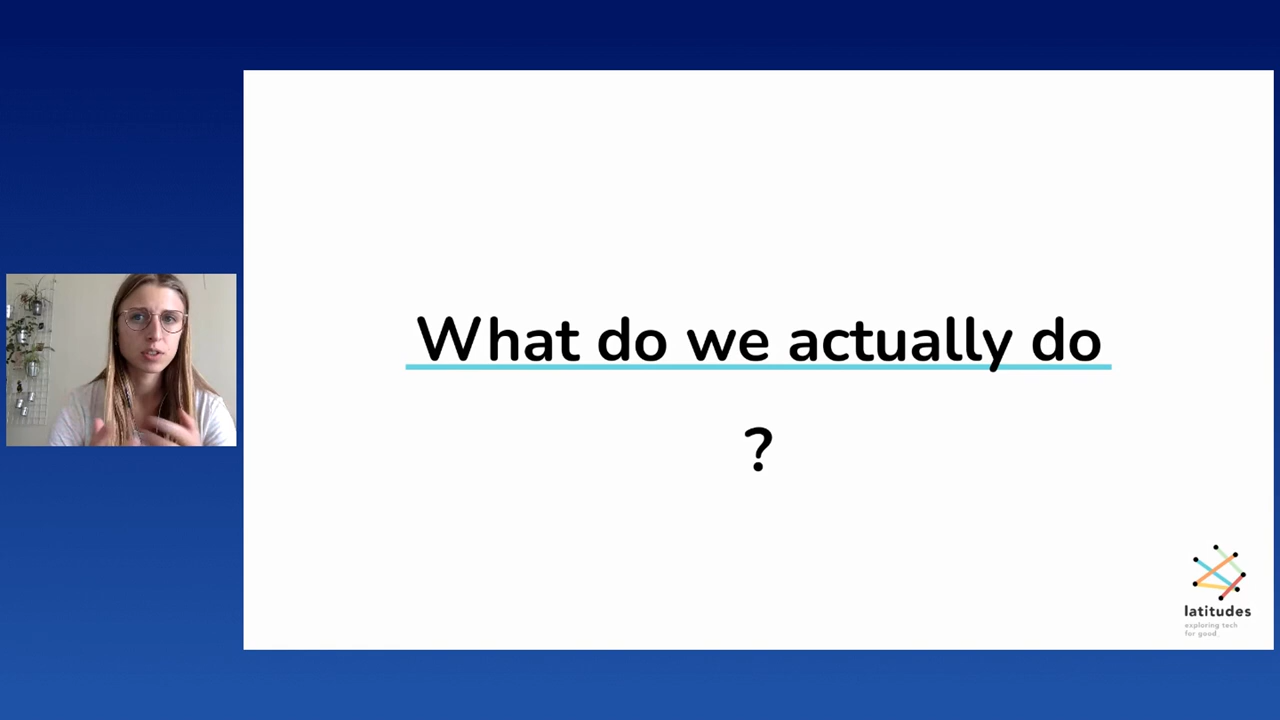 What do we actually do
?
latitudes
exploring tech
for good.